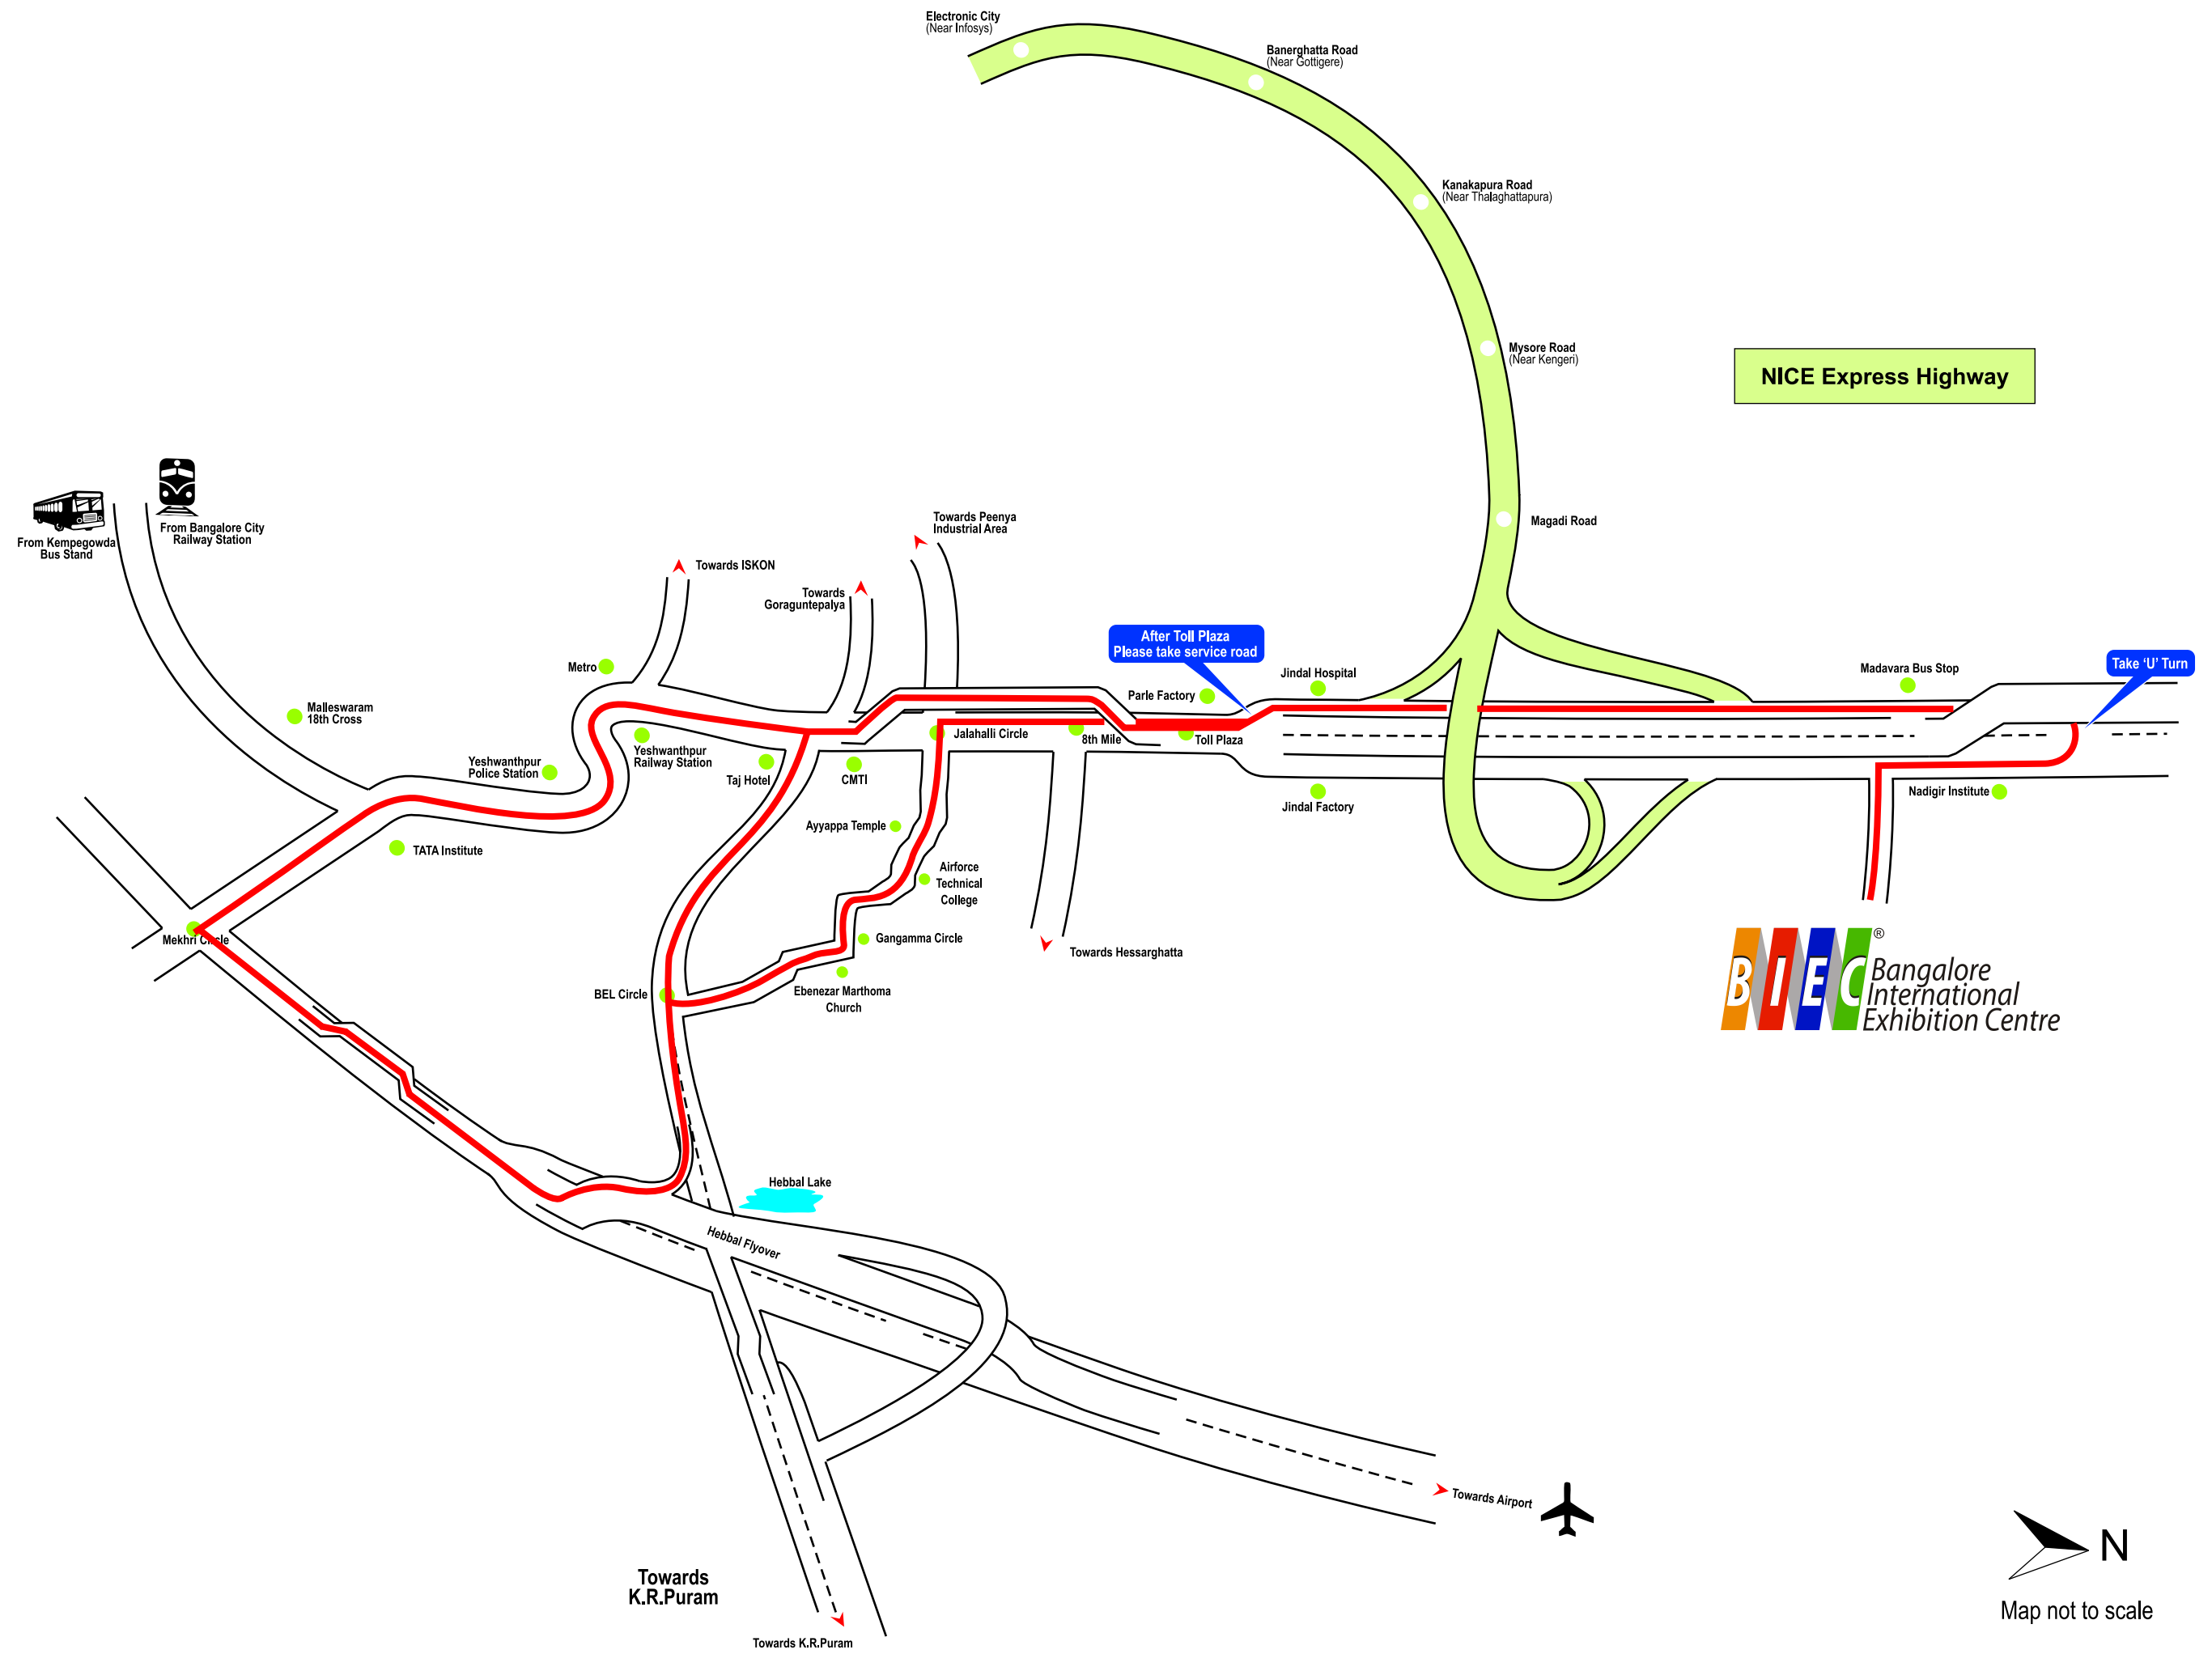 Electronic City
(Near Infosys)
Banerghatta Road
(Near Gottigere)
Kanakapura Road
(Near Thalaghattapura)
Mysore Road
(Near Kengeri)
NICE Express Highway
Magadi Road
From Kempegowda
Bus Stand
From Bangalore City
Railway Station
Towards Peenya
Industrial Area
Towards ISKON
Towards
Goraguntepalya
After Toll Plaza
Please take service road
Take ‘U’ Turn
Metro
Malleswaram
18th Cross
Jindal Hospital
Parle Factory
Madavara Bus Stop
Yeshwanthpur
Police Station
Yeshwanthpur
Railway Station
Taj Hotel
CMTI
Jalahalli Circle
8th Mile
Toll Plaza
Jindal Factory
Nadigir Institute
Ayyappa Temple
TATA Institute
Airforce
Technical
College
Mekhri Circle
Gangamma Circle
Towards Hessarghatta
BEL Circle
Ebenezar Marthoma
Church
BIEC®
Bangalore
International
Exhibition Centre
Hebbal Lake
Hebbal Flyover
Towards Airport
Towards
K.R.Puram
Towards K.R.Puram
N
Map not to scale